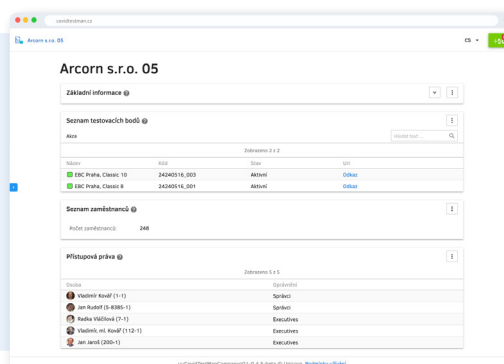 covidtestman.cz
Arcorn s.r.o. 05
CS
Arcorn s.r.o. 05
Základní informace
Seznam testovacích bodů
Akce
Hledat text ...
Zobrazeno 2 z 2
Název Kód Stav Uri
EBC Praha, Classic 10 24240516_003 Aktivní Odkaz
EBC Praha, Classic 8 24240516_001 Aktivní Odkaz
Seznam zaměstnanců
Počet zaměstnanců: 248
Přístupová práva
Zobrazeno 5 z 5
Osoba Oprávnění
Vladimír Kovář (1-1) Správci
Jan Rudolf (5-8385-1) Správci
Radka Vláčilová (7-1) Executives
Vladimír, ml. Kovář (112-1) Executives
Jan Jaroš (200-1) Executives